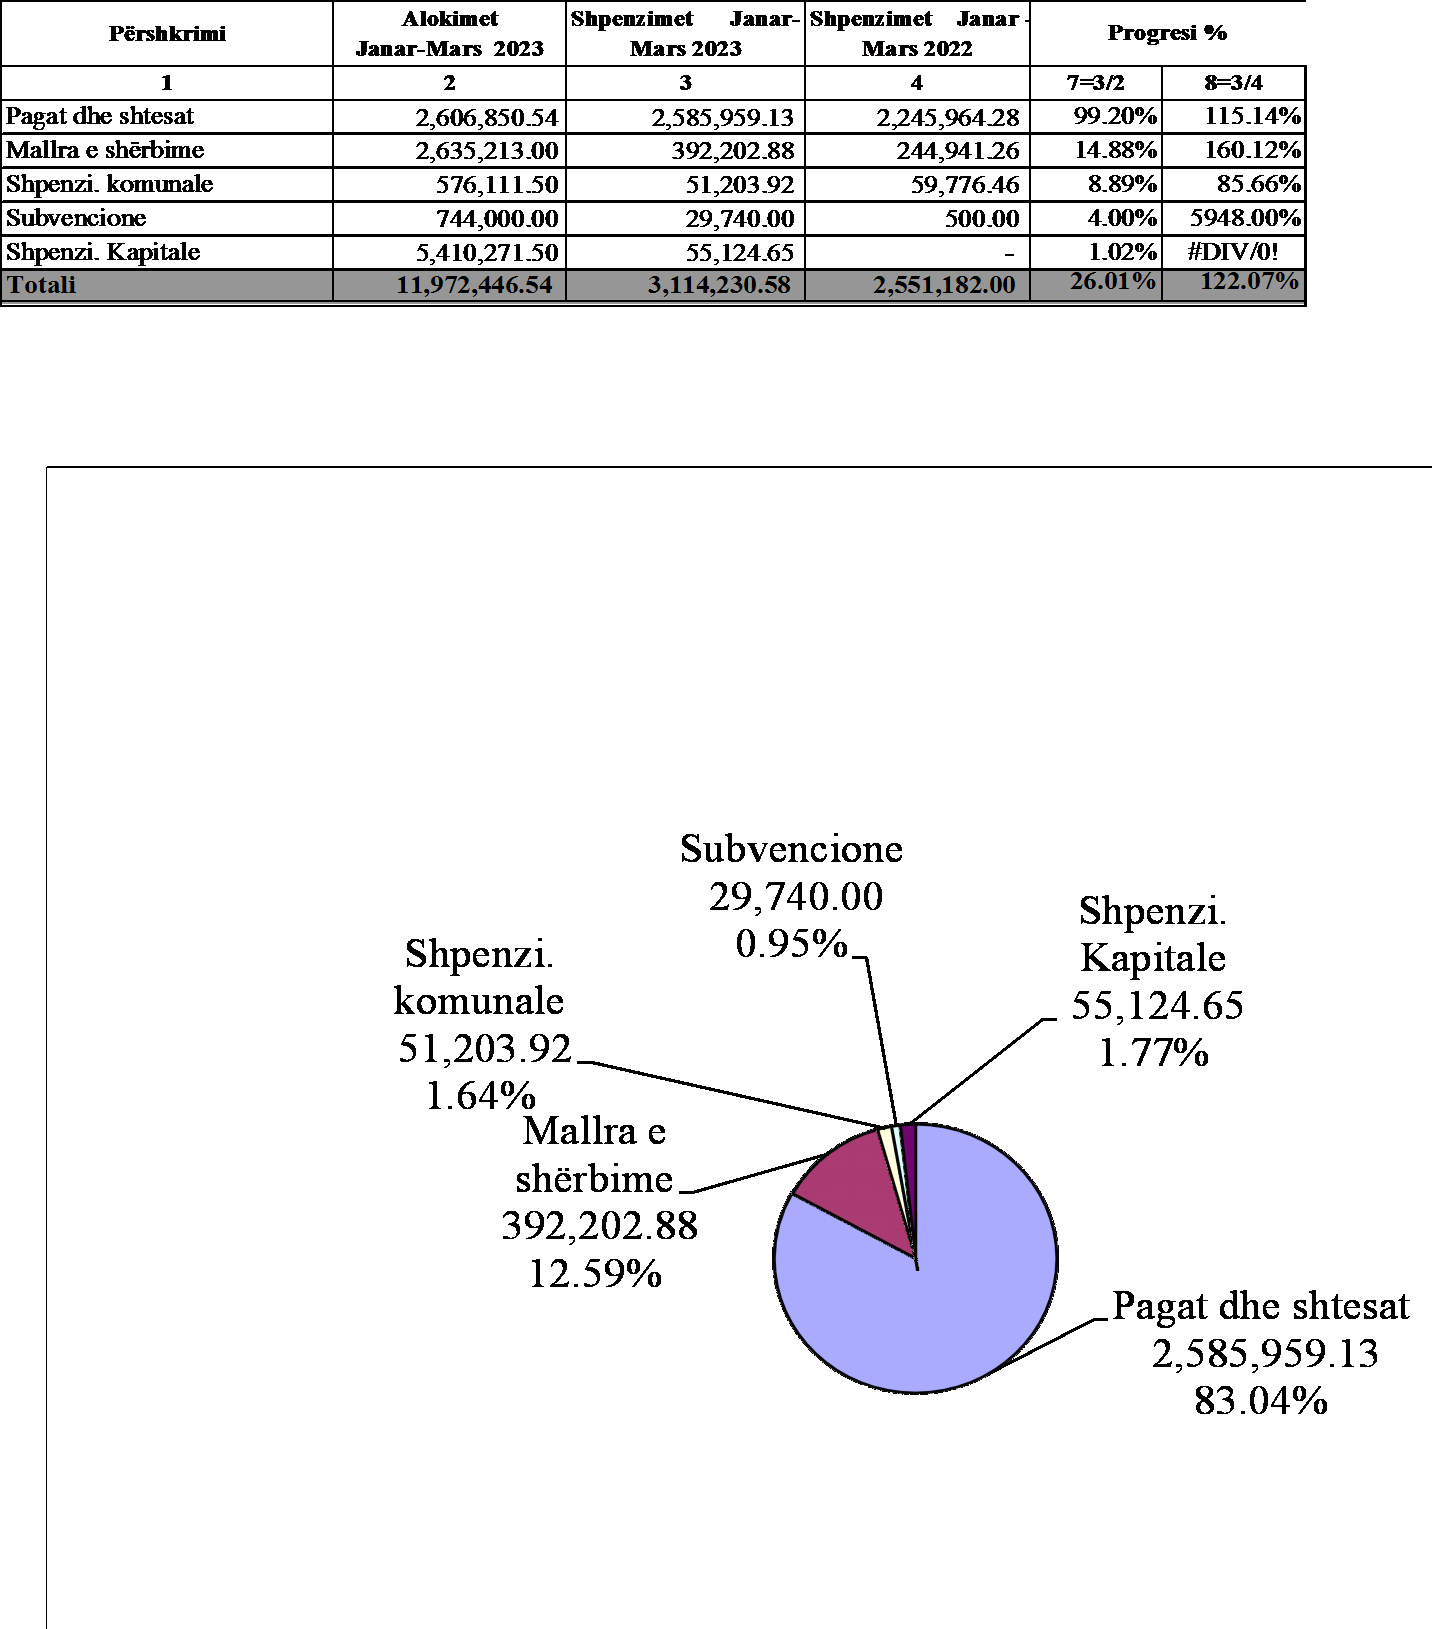 Përshkrimi Alokimet Janar-Mars 2023 Shpenzimet Janar-Mars 2023 Shpenzimet Janar - Mars 2022 Progresi %
1 2 3 4 7=3/2 8=3/4
Pagat dhe shtesat 2,606,850.54 2,585,959.13 2,245,964.28 99.20% 115.14%
Mallra e shërbime 2,635,213.00 392,202.88 244,941.26 14.88% 160.12%
Shpenzi. komunale 576,111.50 51,203.92 59,776.46 8.89% 85.66%
Subvencione 744,000.00 29,740.00 500.00 4.00% 5948.00%
Shpenzi. Kapitale 5,410,271.50 55,124.65 - 1.02% #DIV/0!
Totali 11,972,446.54 3,114,230.58 2,551,182.00 26.01% 122.07%
Subvencione
29,740.00
0.95%
Shpenzi.
Kapitale
55,124.65
1.77%
Shpenzi.
komunale
51,203.92
1.64%
Mallra e
shërbime
392,202.88
12.59%
Pagat dhe shtesat
2,585,959.13
83.04%